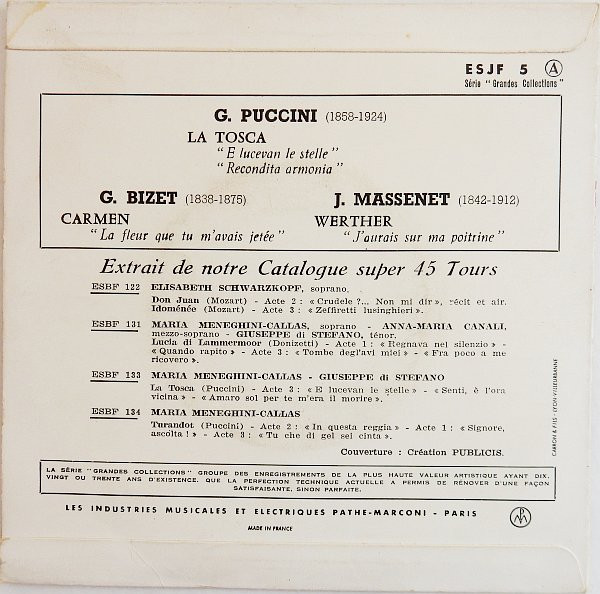 ESJF 5 A
Série "Grandes Collections"
G. PUCCINI (1858-1924)
LA TOSCA
"E lucevan le stelle"
"Recondita armonia"
G. BIZET (1838-1875)
CARMEN
"La fleur que tu m'avais jetée"
J. MASSENET (1842-1912)
WERTHER
"J'aurais sur ma poitrine"
Extrait de notre Catalogue super 45 Tours
ESBF 122 ELISABETH SCHWARZKOPF, soprano.
Don Juan (Mozart) - Acte 2 : « Crudele ?... Non mi dir », récit et air.
Idoménée (Mozart) - Acte 3 : « Zeffiretti lusinghieri ».
ESBF 131 MARIA MENEGHINI-CALLAS, soprano - ANNA-MARIA CANALI,
mezzo-soprano - GIUSEPPE di STEFANO, ténor.
Lucia di Lammermoor (Donizetti) - Acte 1 : « Regnava nel silenzio » -
« Quando rapito » - Acte 3 : « Tombe degl'avi miei » - « Fra poco a me
ricovero ».
ESBF 133 MARIA MENEGHINI-CALLAS - GIUSEPPE di STEFANO
La Tosca (Puccini) - Acte 3 : « E lucevan le stelle » - « Senti, è l'ora
vicina » - « Amaro sol per te m'era il morire ».
ESBF 134 MARIA MENEGHINI-CALLAS
Turandot (Puccini) - Acte 2 : « In questa reggia » - Acte 1 : « Signore,
ascolta ! » - Acte 3 : « Tu che di gel sei cinta ».
Couverture : Création PUBLICIS.
CARRON & FILS - LYON-VILLEURBANNE
LA SÉRIE "GRANDES COLLECTIONS" GROUPE DES ENREGISTREMENTS DE LA PLUS HAUTE VALEUR ARTISTIQUE AYANT DIX,
VINGT OU TRENTE ANS D'EXISTENCE, QUE LA PERFECTION TECHNIQUE ACTUELLE A PERMIS DE RÉNOVER D'UNE FAÇON
SATISFAISANTE, SINON PARFAITE.
LES INDUSTRIES MUSICALES ET ELECTRIQUES PATHE-MARCONI - PARIS
MADE IN FRANCE